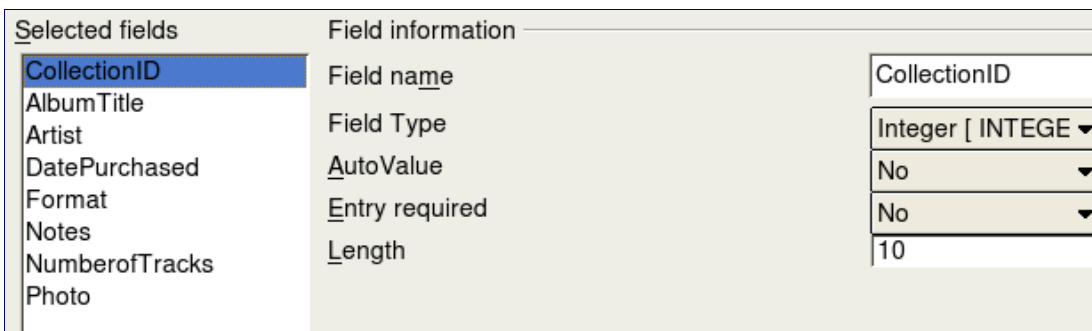 Selected fields
CollectionID
AlbumTitle
Artist
DatePurchased
Format
Notes
NumberofTracks
Photo
Field information
Field name CollectionID
Field Type Integer [ INTEGE
AutoValue No
Entry required No
Length 10